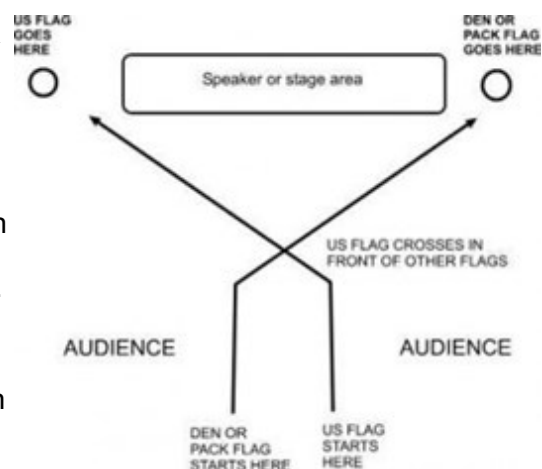 US FLAG
GOES
HERE
DEN OR
PACK FLAG
GOES HERE
Speaker or stage area
n
US FLAG CROSSES IN
FRONT OF OTHER FLAGS
AUDIENCE
AUDIENCE
n
DEN OR
PACK FLAG
STARTS HERE
US FLAG
STARTS
HERE